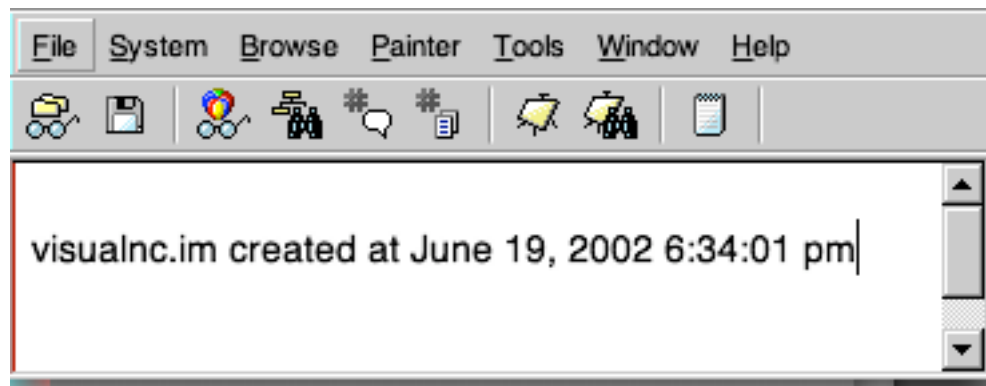 File System Browse Painter Tools Window Help
visualnc.im created at June 19, 2002 6:34:01 pm